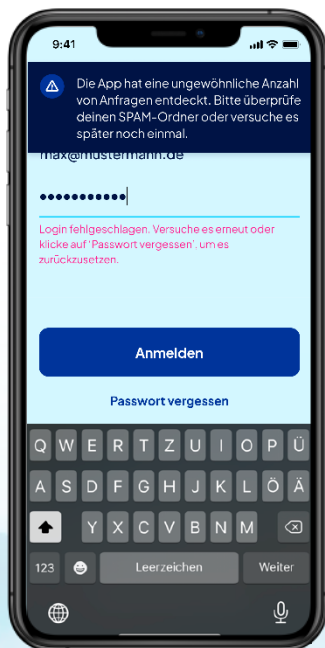 9:41
Die App hat eine ungewöhnliche Anzahl
von Anfragen entdeckt. Bitte überprüfe
deinen SPAM-Ordner oder versuche es
später noch einmal.
max@mustermann.de
Login fehlgeschlagen. Versuche es erneut oder
klicke auf 'Passwort vergessen', um es
zurückzusetzen.
Anmelden
Passwort vergessen
Q W E R T Z U I O P Ü
A S D F G H J K L Ö Ä
Y X C V B N M
123 Leerzeichen Weiter